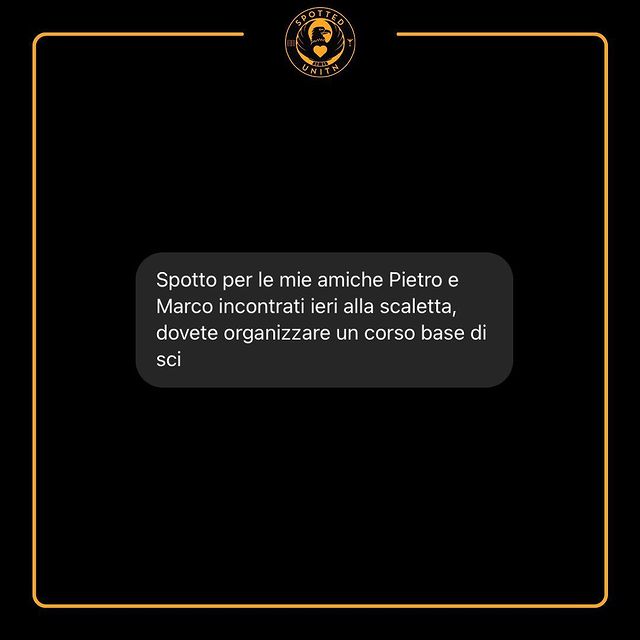 SPOTTED
UNITN
Spotto per le mie amiche Pietro e
Marco incontrati ieri alla scaletta,
dovete organizzare un corso base di
sci